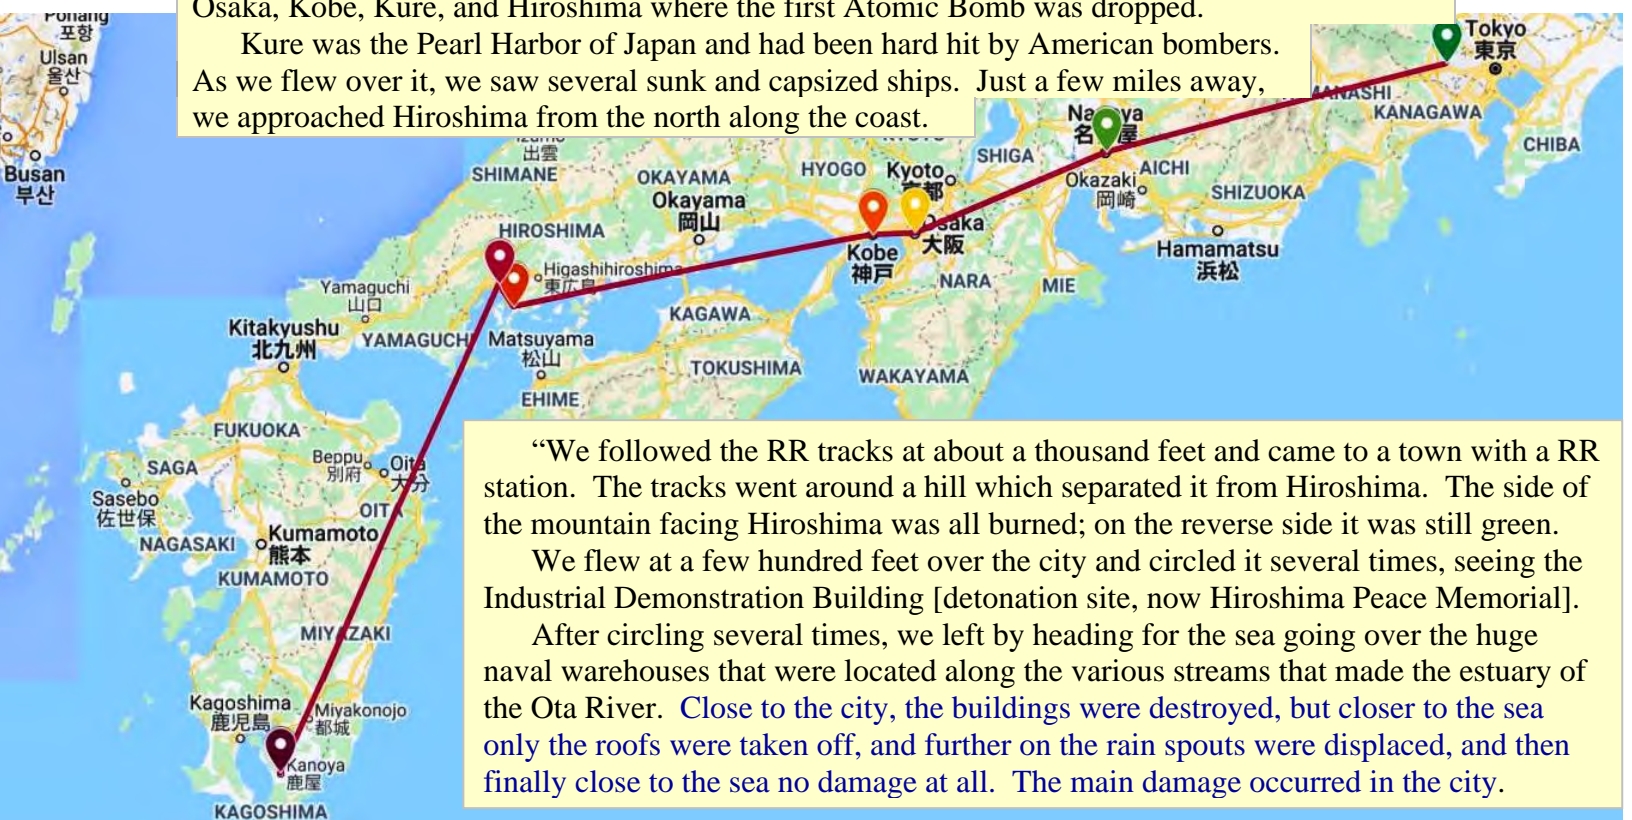 Osaka, Kobe, Kure, and Hiroshima where the first Atomic Bomb was dropped.
Kure was the Pearl Harbor of Japan and had been hard hit by American bombers.
As we flew over it, we saw several sunk and capsized ships. Just a few miles away,
we approached Hiroshima from the north along the coast.
Pohang
포항
Ulsan
울산
Busan
부산
Tokyo
東京
KANAGAWA
CHIBA
出雲
SHIMANE
OKAYAMA
Okayama
岡山
HYOGO
Kyoto
SHIGA
AICHI
Okazaki
岡崎
SHIZUOKA
Hamamatsu
浜松
HIROSHIMA
Higashihiroshima
東広島
Kobe
神戸
Osaka
大阪
NARA
MIE
Yamaguchi
山口
Kitakyushu
北九州
YAMAGUCHI
Matsuyama
松山
EHIME
KAGAWA
TOKUSHIMA
WAKAYAMA
FUKUOKA
SAGA
Beppu
別府
Oita
大分
OITA
Sasebo
佐世保
NAGASAKI
Kumamoto
熊本
KUMAMOTO
MIYAZAKI
Kagoshima
鹿児島
Miyakonojo
都城
Kanoya
鹿屋
KAGOSHIMA
“We followed the RR tracks at about a thousand feet and came to a town with a RR
station. The tracks went around a hill which separated it from Hiroshima. The side of
the mountain facing Hiroshima was all burned; on the reverse side it was still green.
We flew at a few hundred feet over the city and circled it several times, seeing the
Industrial Demonstration Building [detonation site, now Hiroshima Peace Memorial].
After circling several times, we left by heading for the sea going over the huge
naval warehouses that were located along the various streams that made the estuary of
the Ota River. Close to the city, the buildings were destroyed, but closer to the sea
only the roofs were taken off, and further on the rain spouts were displaced, and then
finally close to the sea no damage at all. The main damage occurred in the city.